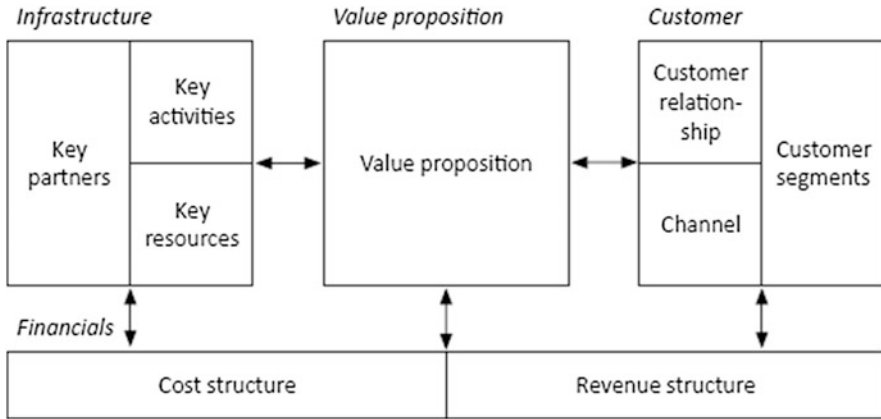 Infrastructure
Value proposition
Customer
Key
partners
Key
activities
Key
resources
Value proposition
Customer
relation-
ship
Channel
Customer
segments
Financials
Cost structure
Revenue structure